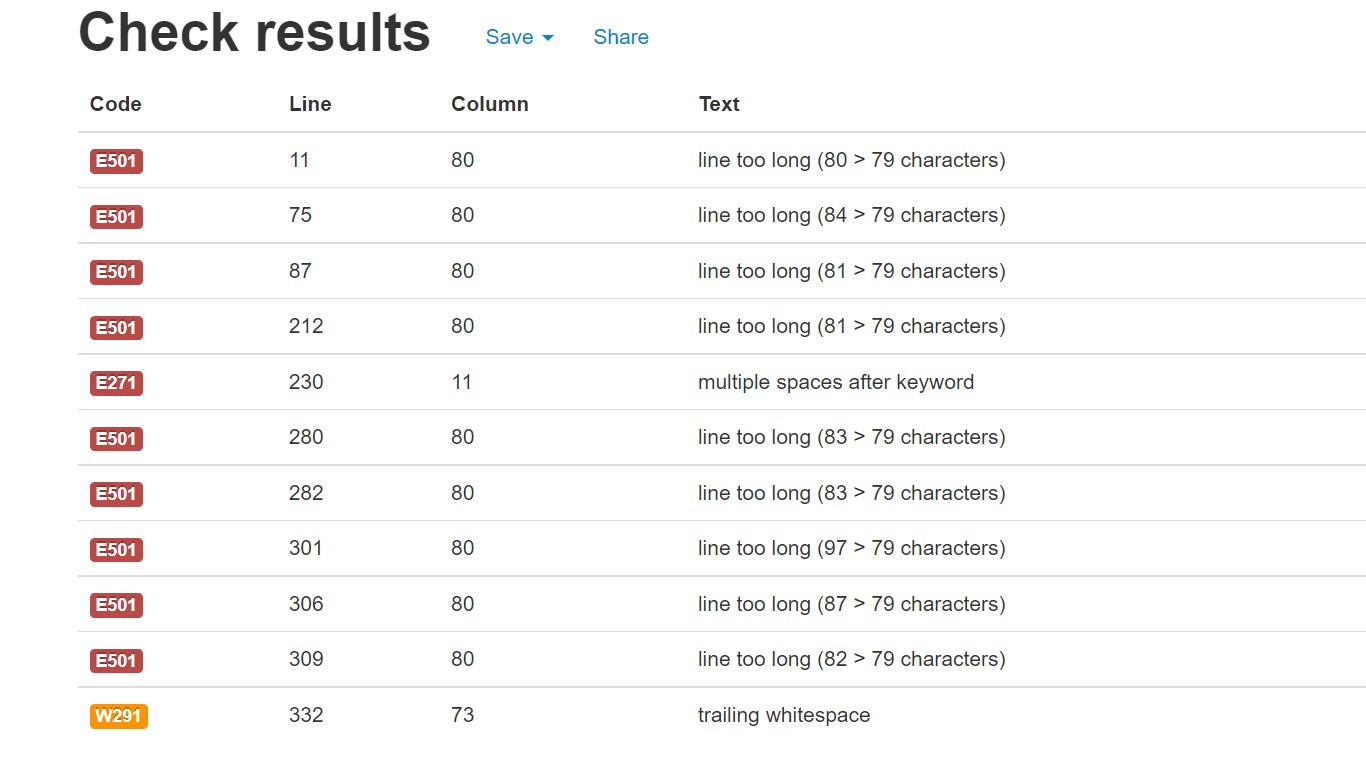 Check results Save Share
Code Line Column Text
E501 11 80 line too long (80 > 79 characters)
E501 75 80 line too long (84 > 79 characters)
E501 87 80 line too long (81 > 79 characters)
E501 212 80 line too long (81 > 79 characters)
E271 230 11 multiple spaces after keyword
E501 280 80 line too long (83 > 79 characters)
E501 282 80 line too long (83 > 79 characters)
E501 301 80 line too long (97 > 79 characters)
E501 306 80 line too long (87 > 79 characters)
E501 309 80 line too long (82 > 79 characters)
W291 332 73 trailing whitespace